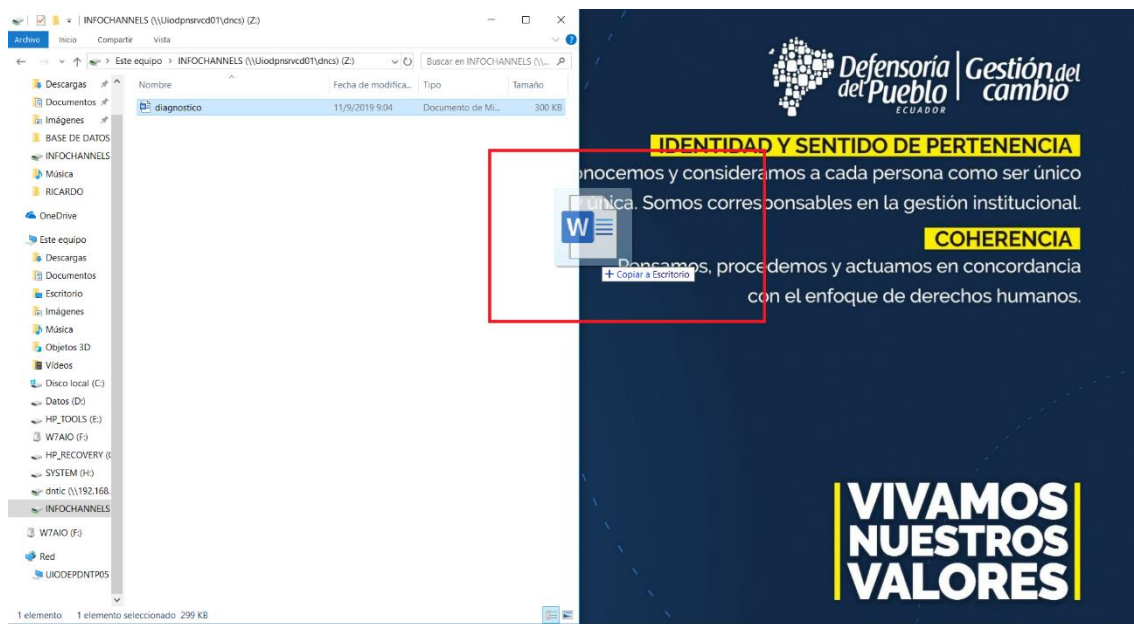 INFOCHANNELS (\\Uiodpnsrvcd01\dncs) (Z:)
Archivo Inicio Compartir Vista
Este equipo > INFOCHANNELS (\\Uiodpnsrvcd01\dncs) (Z:)
Buscar en INFOCHANNELS (\\...
Nombre Fecha de modifica... Tipo Tamaño
diagnostico 11/9/2019 9:04 Documento de Mi... 300 KB
Descargas
Documentos
Imágenes
BASE DE DATOS
INFOCHANNELS
Música
RICARDO
OneDrive
Este equipo
Descargas
Documentos
Escritorio
Imágenes
Música
Objetos 3D
Vídeos
Disco local (C:)
Datos (D:)
HP_TOOLS (E:)
W7AIO (F:)
HP_RECOVERY (
SYSTEM (H:)
dntic (\\192.168.
INFOCHANNELS
W7AIO (F:)
Red
UIODEPDNTP05
1 elemento 1 elemento seleccionado 299 KB
W
+ Copiar a Escritorio
Defensoría del Pueblo
ECUADOR
Gestión del cambio
IDENTIDAD Y SENTIDO DE PERTENENCIA
onocemos y consideramos a cada persona como ser único
y única. Somos corresponsables en la gestión institucional.
COHERENCIA
Pensamos, procedemos y actuamos en concordancia
con el enfoque de derechos humanos.
VIVAMOS
NUESTROS
VALORES